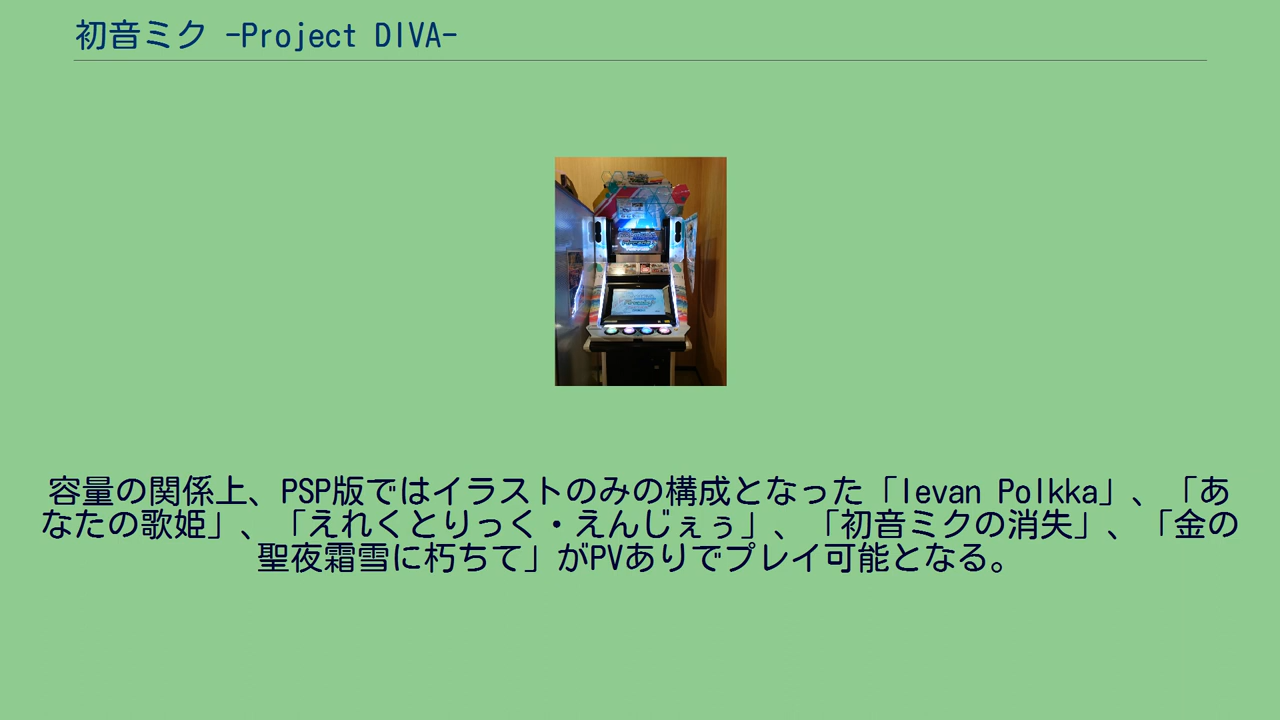 初音ミク -Project DIVA-
容量の関係上、PSP版ではイラストのみの構成となった「Ievan Polkka」、「あ
なたの歌姫」、「えれくとりっく・えんじぇぅ」、「初音ミクの消失」、「金の
聖夜霜雪に朽ちて」がPVありでプレイ可能となる。